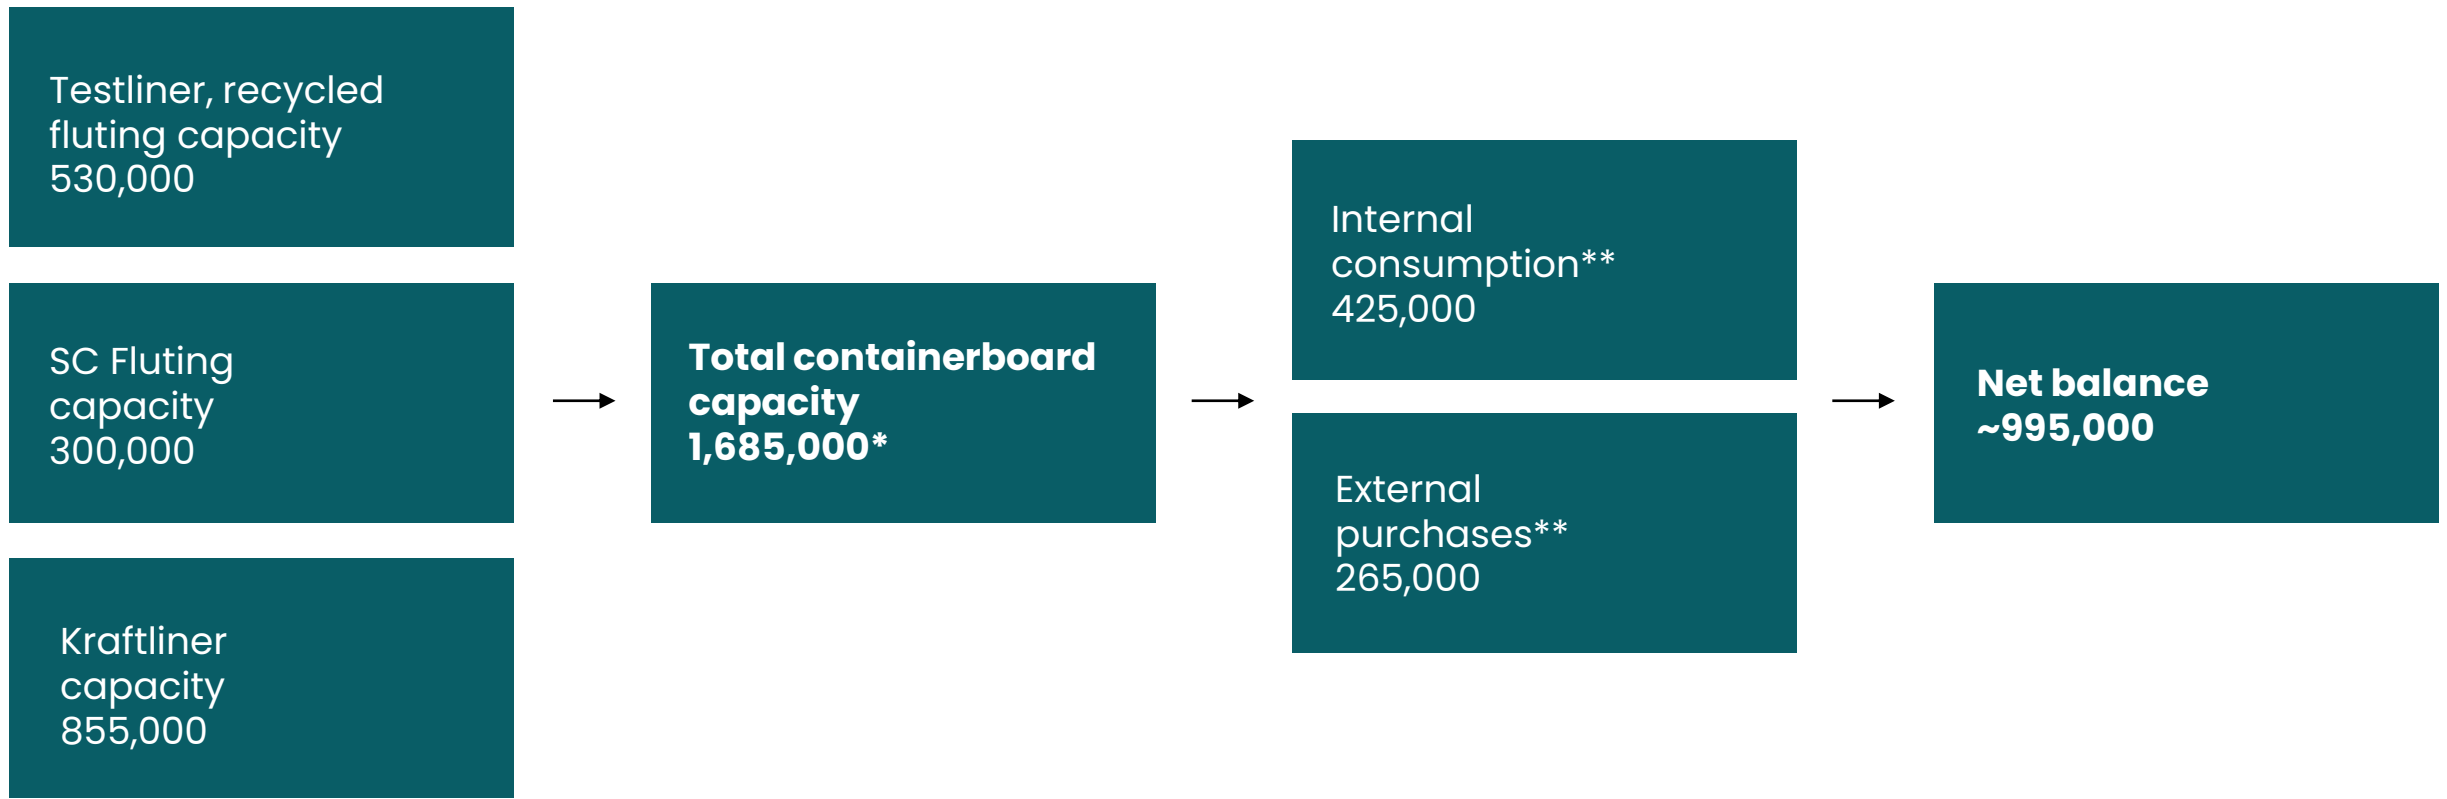 Testliner, recycled
fluting capacity
530,000
SC Fluting
capacity
300,000
Kraftliner
capacity
855,000
Total containerboard
capacity
1,685,000*
Internal
consumption**
425,000
External
purchases**
265,000
Net balance
~995,000